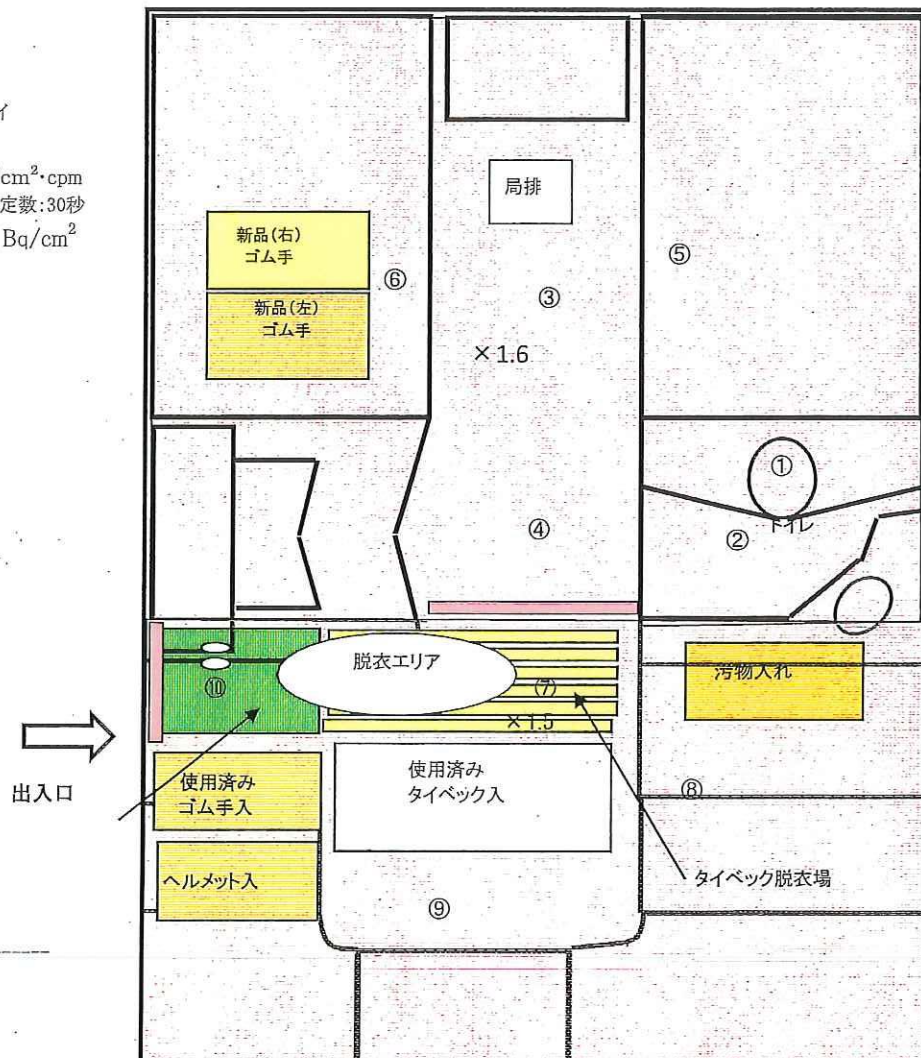 イ
cm²・cpm
定数:30秒
Bq/cm²
局排
新品(右)
ゴム手
新品(左)
ゴム手
⑥
⑤
③
×1.6
①
トイレ
②
④
脱衣エリア
⑩
⑦
×1.5
汚物入れ
出入口
使用済み
ゴム手入
使用済み
タイベック入
⑧
ヘルメット入
タイベック脱衣場
⑨